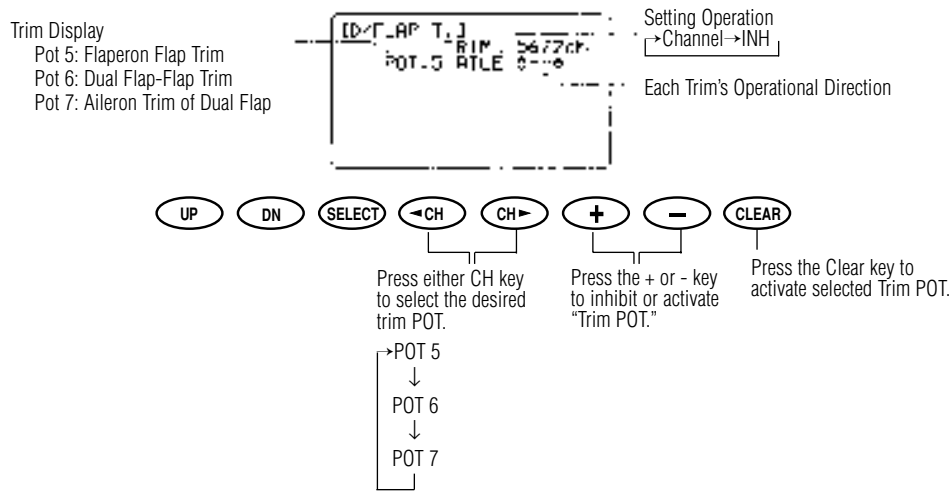 Trim Display
Pot 5: Flaperon Flap Trim
Pot 6: Dual Flap-Flap Trim
Pot 7: Aileron Trim of Dual Flap
Setting Operation
→Channel→INH
Each Trim's Operational Direction
UP
DN
SELECT
◄CH
CH►
+
−
CLEAR
Press either CH key
to select the desired
trim POT.
Press the + or - key
to inhibit or activate
“Trim POT.”
Press the Clear key to
activate selected Trim POT.
→POT 5
↓
POT 6
↓
POT 7